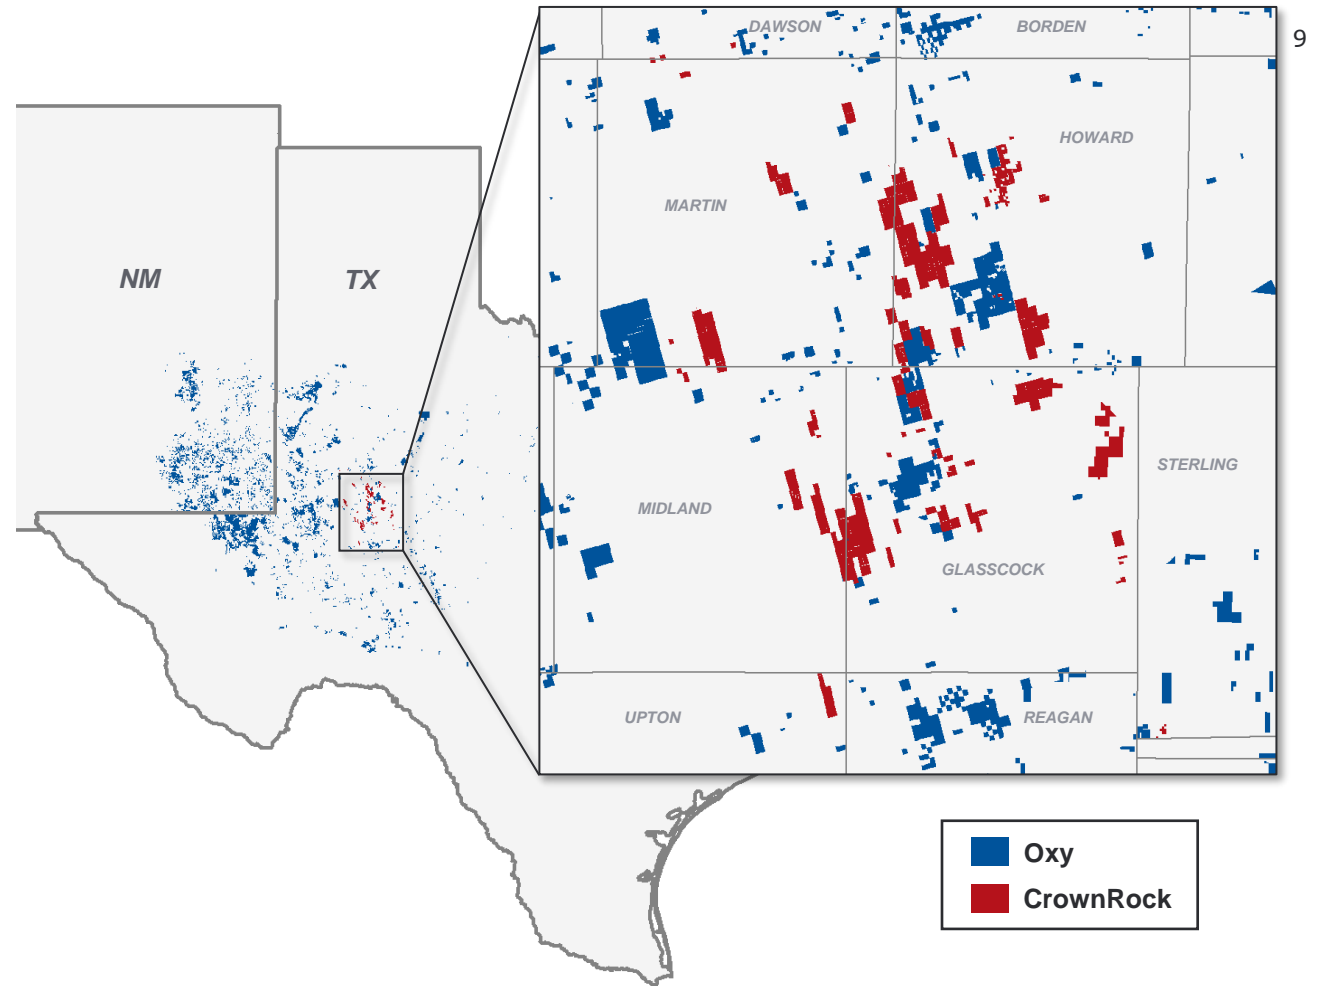 DAWSON
BORDEN
9
HOWARD
MARTIN
NM
TX
STERLING
MIDLAND
GLASSCOCK
UPTON
REAGAN
Oxy
CrownRock